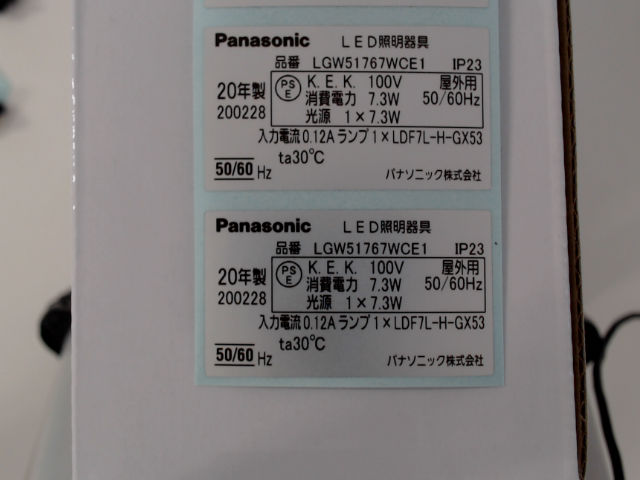 Panasonic LED照明器具
品番 LGW51767WCE1 IP23
20年製
200228
PS
E
K.E.K. 100V 屋外用
消費電力 7.3W 50/60Hz
光源 1×7.3W
入力電流0.12A ランプ1×LDF7L-H-GX53
ta30℃
50/60 Hz
パナソニック株式会社
Panasonic LED照明器具
品番 LGW51767WCE1 IP23
20年製
200228
PS
E
K.E.K. 100V 屋外用
消費電力 7.3W 50/60Hz
光源 1×7.3W
入力電流0.12A ランプ1×LDF7L-H-GX53
ta30℃
50/60 Hz
パナソニック株式会社